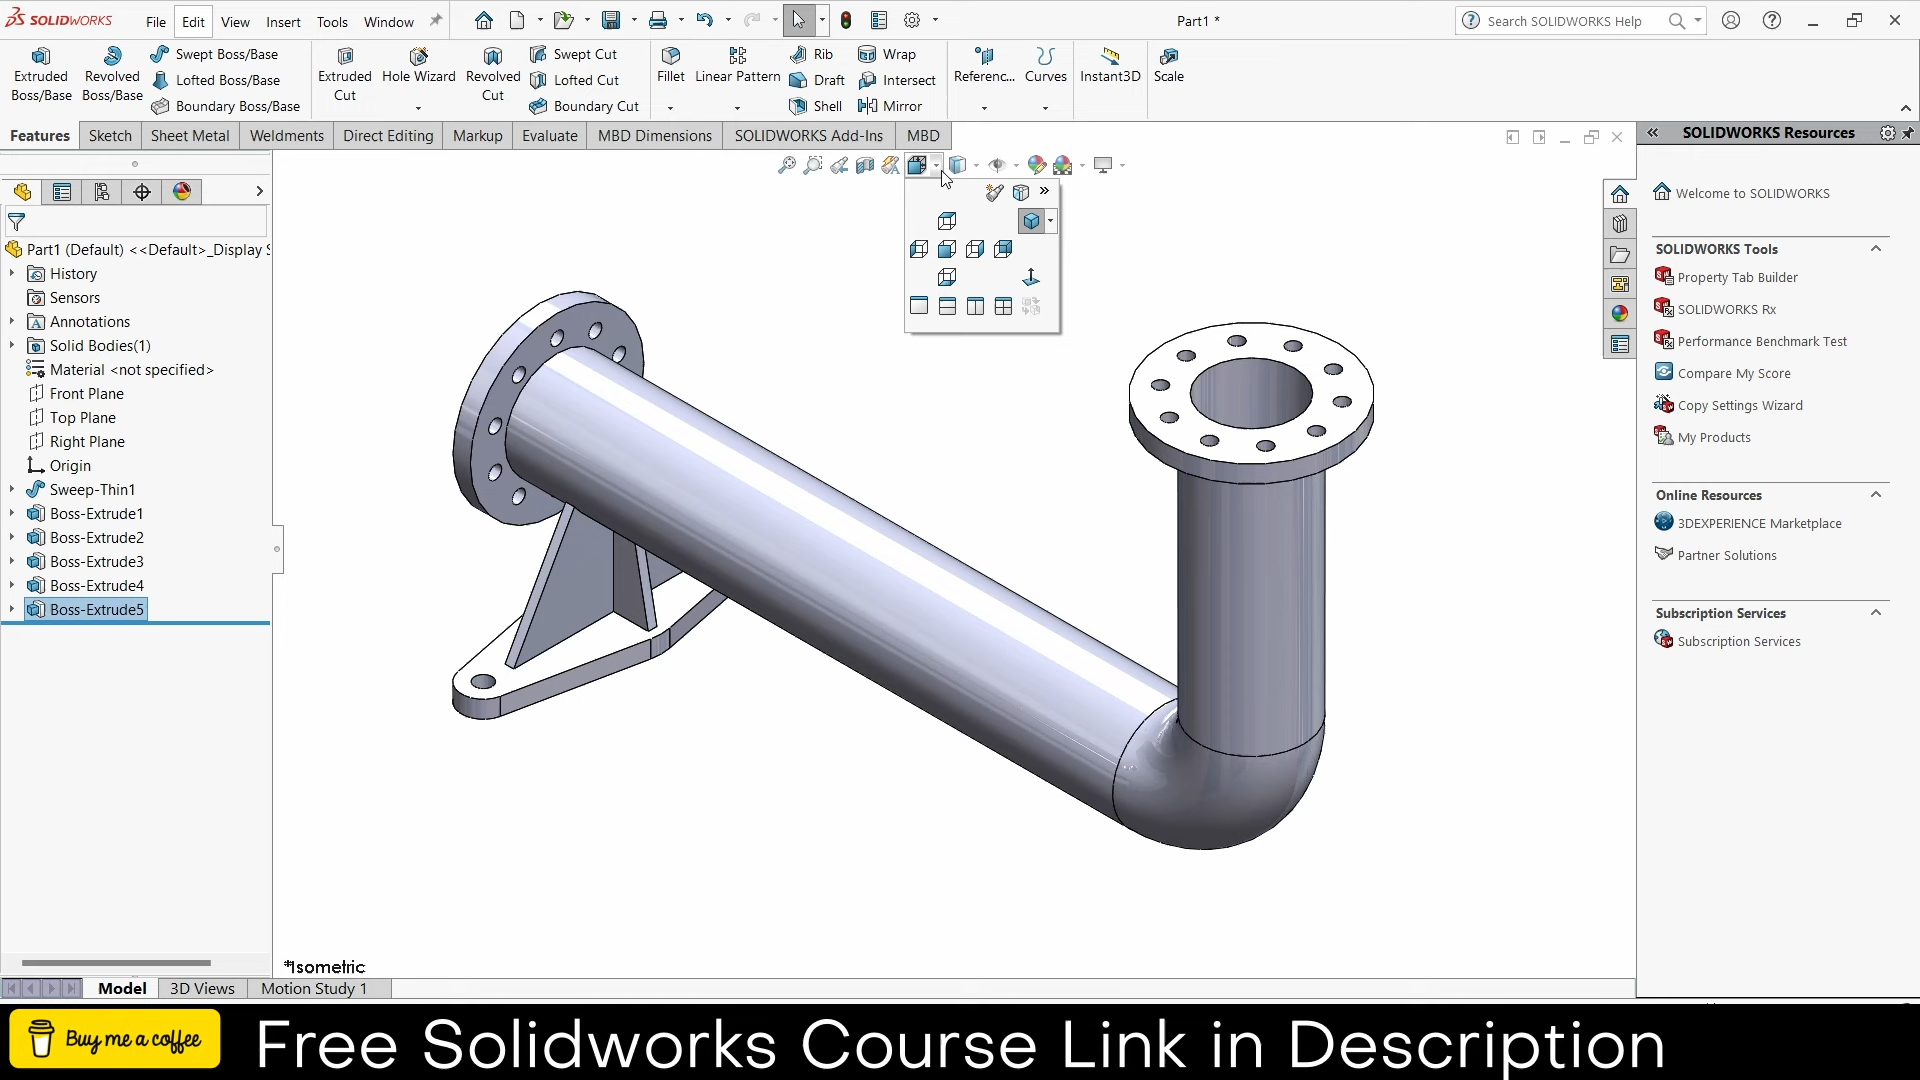 SOLIDWORKS File Edit View Insert Tools Window Part1 * Search SOLIDWORKS Help
Extruded Boss/Base
Revolved Boss/Base
Swept Boss/Base
Lofted Boss/Base
Boundary Boss/Base
Extruded Cut
Hole Wizard
Revolved Cut
Swept Cut
Lofted Cut
Boundary Cut
Fillet
Linear Pattern
Rib
Draft
Shell
Wrap
Intersect
Mirror
Referenc...
Curves
Instant3D
Scale
Features Sketch Sheet Metal Weldments Direct Editing Markup Evaluate MBD Dimensions SOLIDWORKS Add-Ins MBD
Part1 (Default) <<Default>_Display S
History
Sensors
Annotations
Solid Bodies(1)
Material <not specified>
Front Plane
Top Plane
Right Plane
Origin
Sweep-Thin1
Boss-Extrude1
Boss-Extrude2
Boss-Extrude3
Boss-Extrude4
Boss-Extrude5
*Isometric
Model 3D Views Motion Study 1
SOLIDWORKS Resources
Welcome to SOLIDWORKS
SOLIDWORKS Tools
Property Tab Builder
SOLIDWORKS Rx
Performance Benchmark Test
Compare My Score
Copy Settings Wizard
My Products
Online Resources
3DEXPERIENCE Marketplace
Partner Solutions
Subscription Services
Subscription Services
Buy me a coffee
Free Solidworks Course Link in Description